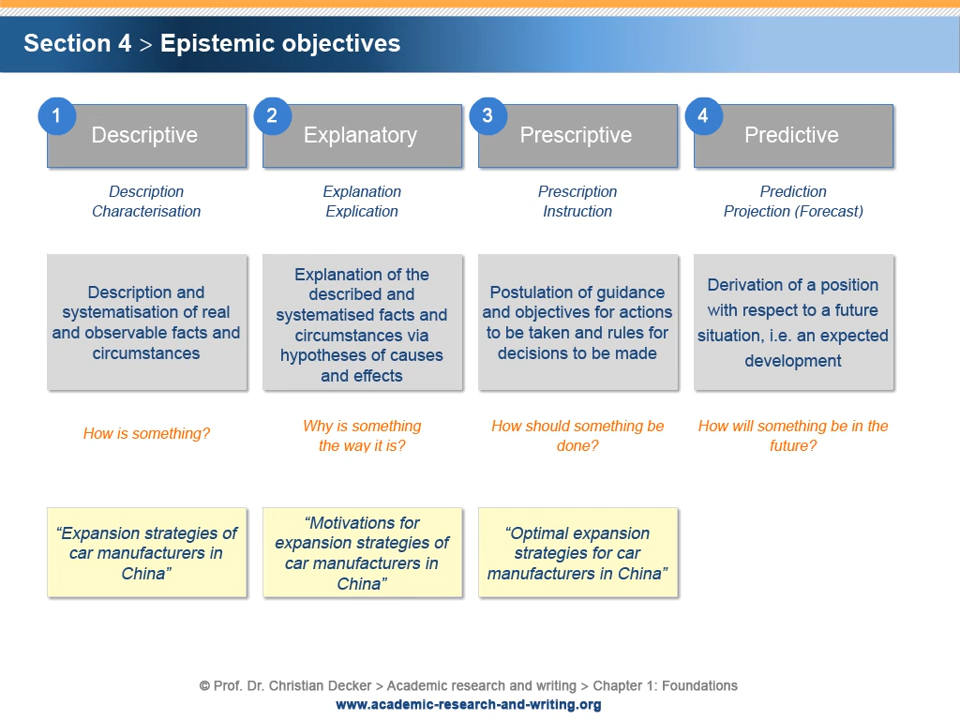 Section 4 > Epistemic objectives
1
Descriptive
Description
Characterisation
Description and
systematisation of real
and observable facts and
circumstances
How is something?
“Expansion strategies of
car manufacturers in
China”
2
Explanatory
Explanation
Explication
Explanation of the
described and
systematised facts and
circumstances via
hypotheses of causes
and effects
Why is something
the way it is?
“Motivations for
expansion strategies of
car manufacturers in
China”
3
Prescriptive
Prescription
Instruction
Postulation of guidance
and objectives for actions
to be taken and rules for
decisions to be made
How should something be
done?
“Optimal expansion
strategies for car
manufacturers in China”
4
Predictive
Prediction
Projection (Forecast)
Derivation of a position
with respect to a future
situation, i.e. an expected
development
How will something be in the
future?
© Prof. Dr. Christian Decker > Academic research and writing > Chapter 1: Foundations
www.academic-research-and-writing.org